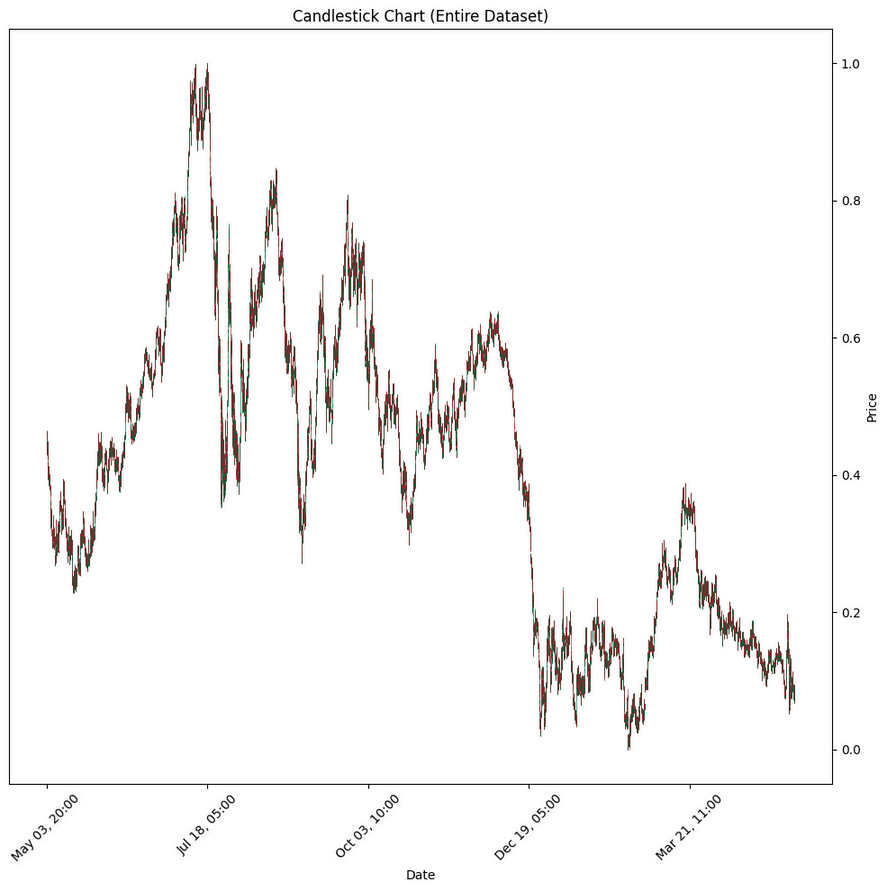 Candlestick Chart (Entire Dataset)
1.0
0.8
0.6
0.4
0.2
0.0
Price
May 03, 20:00
Jul 18, 05:00
Oct 03, 10:00
Dec 19, 05:00
Mar 21, 11:00
Date